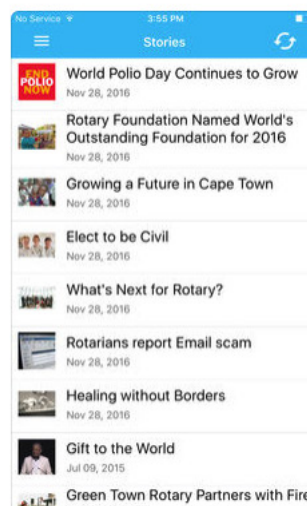 No Service 3:55 PM
Stories
END
POLIO
NOW
World Polio Day Continues to Grow
Nov 28, 2016
Rotary Foundation Named World's
Outstanding Foundation for 2016
Nov 28, 2016
Growing a Future in Cape Town
Nov 28, 2016
Elect to be Civil
Nov 28, 2016
What's Next for Rotary?
Nov 28, 2016
Rotarians report Email scam
Nov 28, 2016
Healing without Borders
Nov 28, 2016
Gift to the World
Jul 09, 2015
Green Town Rotary Partners with Fire